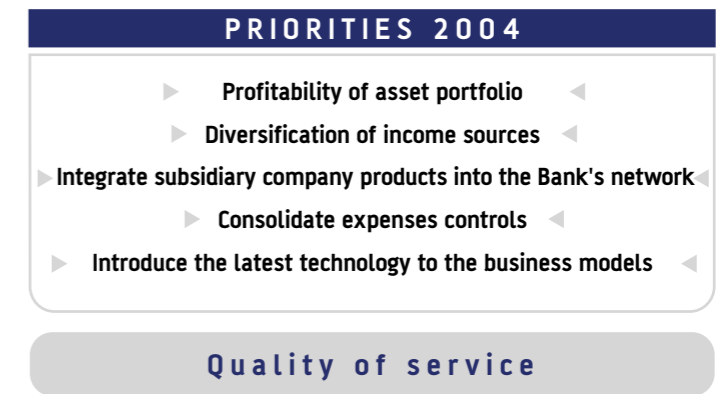 PRIORITIES 2004
Profitability of asset portfolio
Diversification of income sources
Integrate subsidiary company products into the Bank's network
Consolidate expenses controls
Introduce the latest technology to the business models
Quality of service